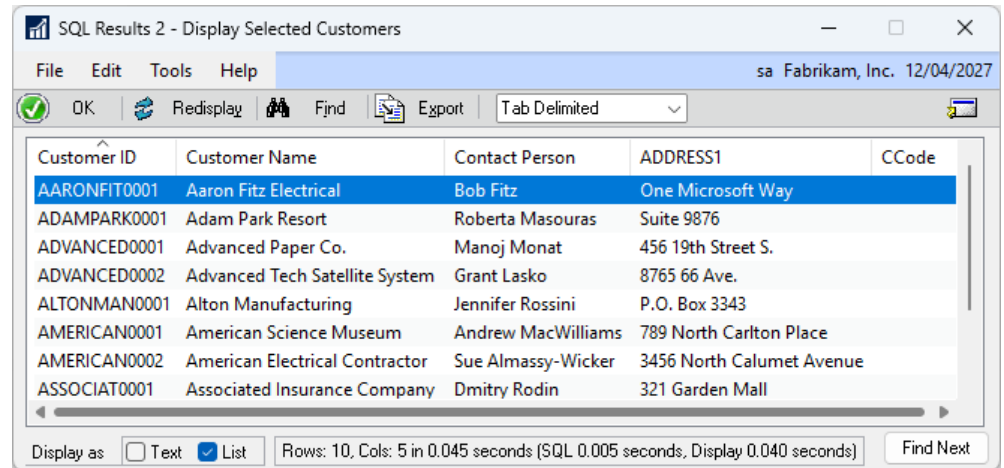 SQL Results 2 - Display Selected Customers
File Edit Tools Help sa Fabrikam, Inc. 12/04/2027
OK Redisplay Find Export Tab Delimited
Customer ID Customer Name Contact Person ADDRESS1 CCode
AARONFIT0001 Aaron Fitz Electrical Bob Fitz One Microsoft Way
ADAMPARK0001 Adam Park Resort Roberta Masouras Suite 9876
ADVANCED0001 Advanced Paper Co. Manoj Monat 456 19th Street S.
ADVANCED0002 Advanced Tech Satellite System Grant Lasko 8765 66 Ave.
ALTONMAN0001 Alton Manufacturing Jennifer Rossini P.O. Box 3343
AMERICAN0001 American Science Museum Andrew MacWilliams 789 North Carlton Place
AMERICAN0002 American Electrical Contractor Sue Almassy-Wicker 3456 North Calumet Avenue
ASSOCIAT0001 Associated Insurance Company Dmitry Rodin 321 Garden Mall
Display as Text List Rows: 10, Cols: 5 in 0.045 seconds (SQL 0.005 seconds, Display 0.040 seconds) Find Next